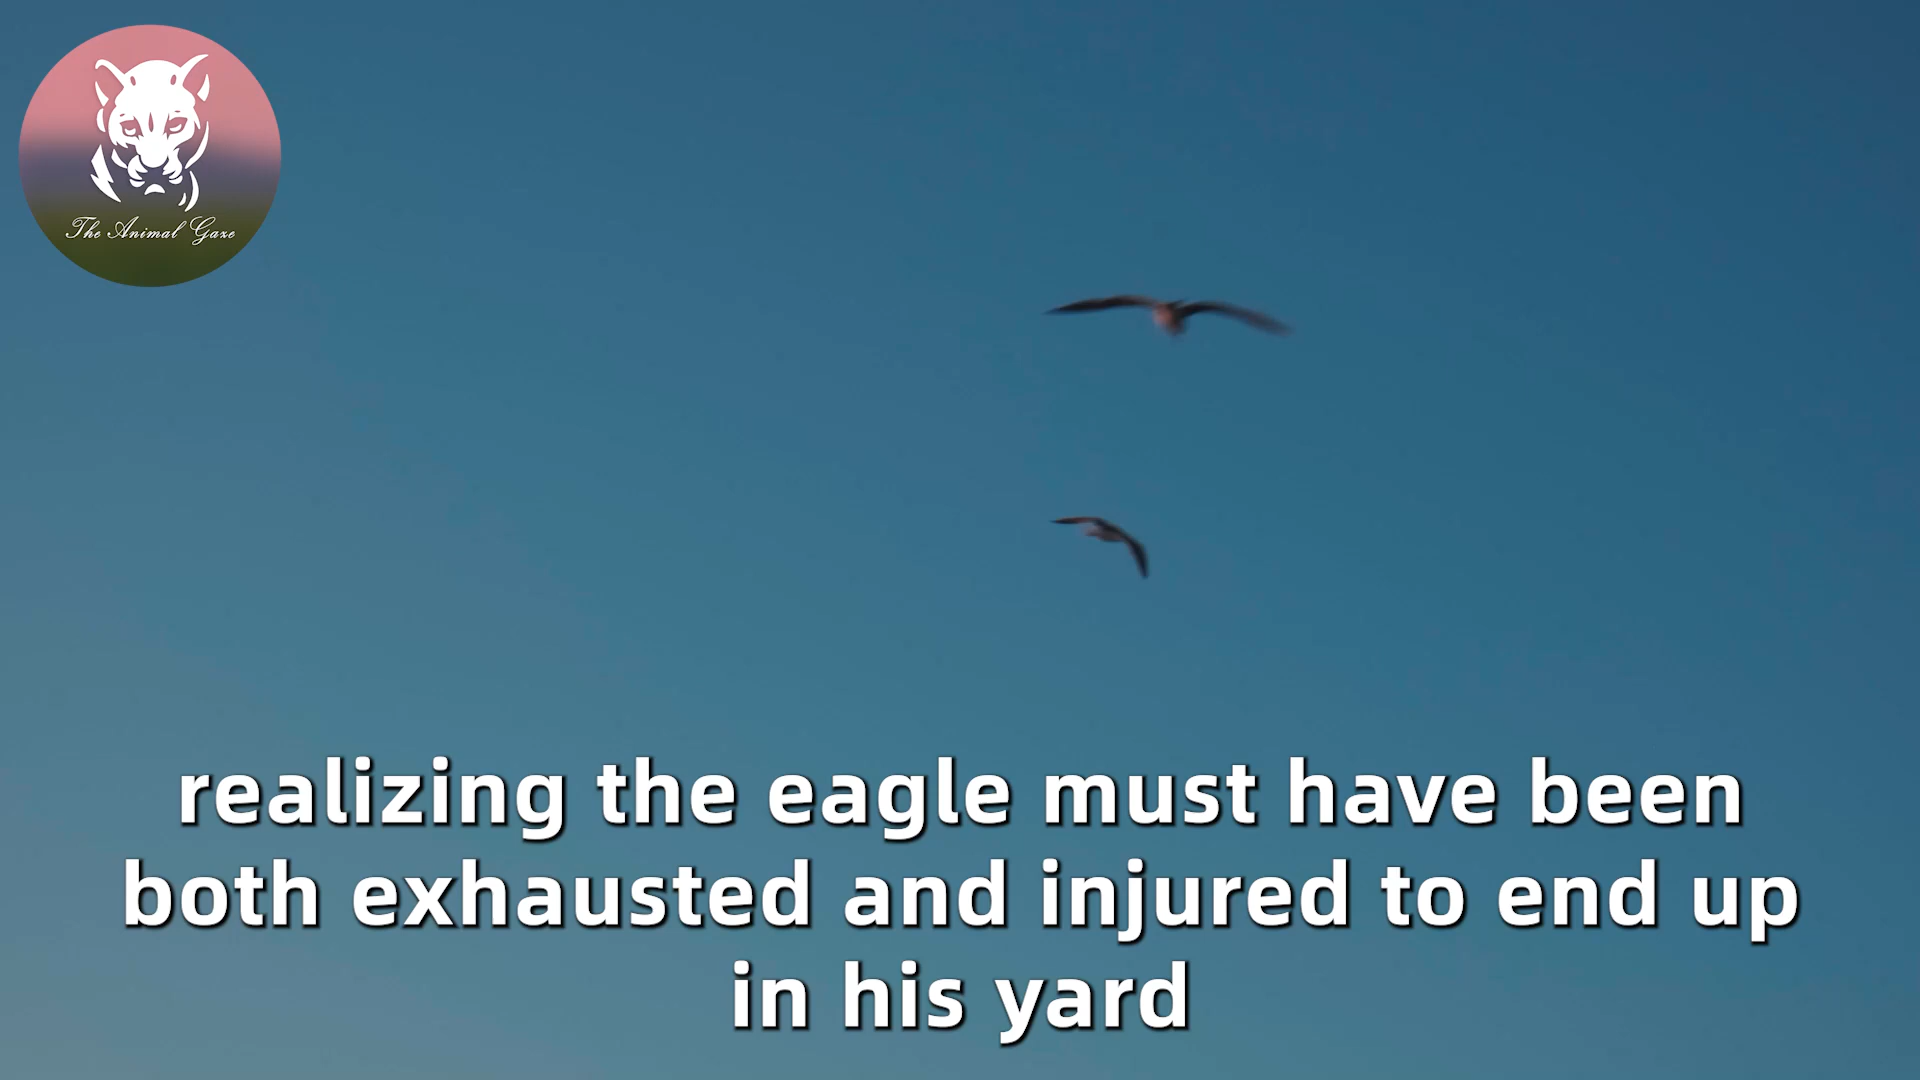 The Animal Gaze
realizing the eagle must have been
both exhausted and injured to end up
in his yard